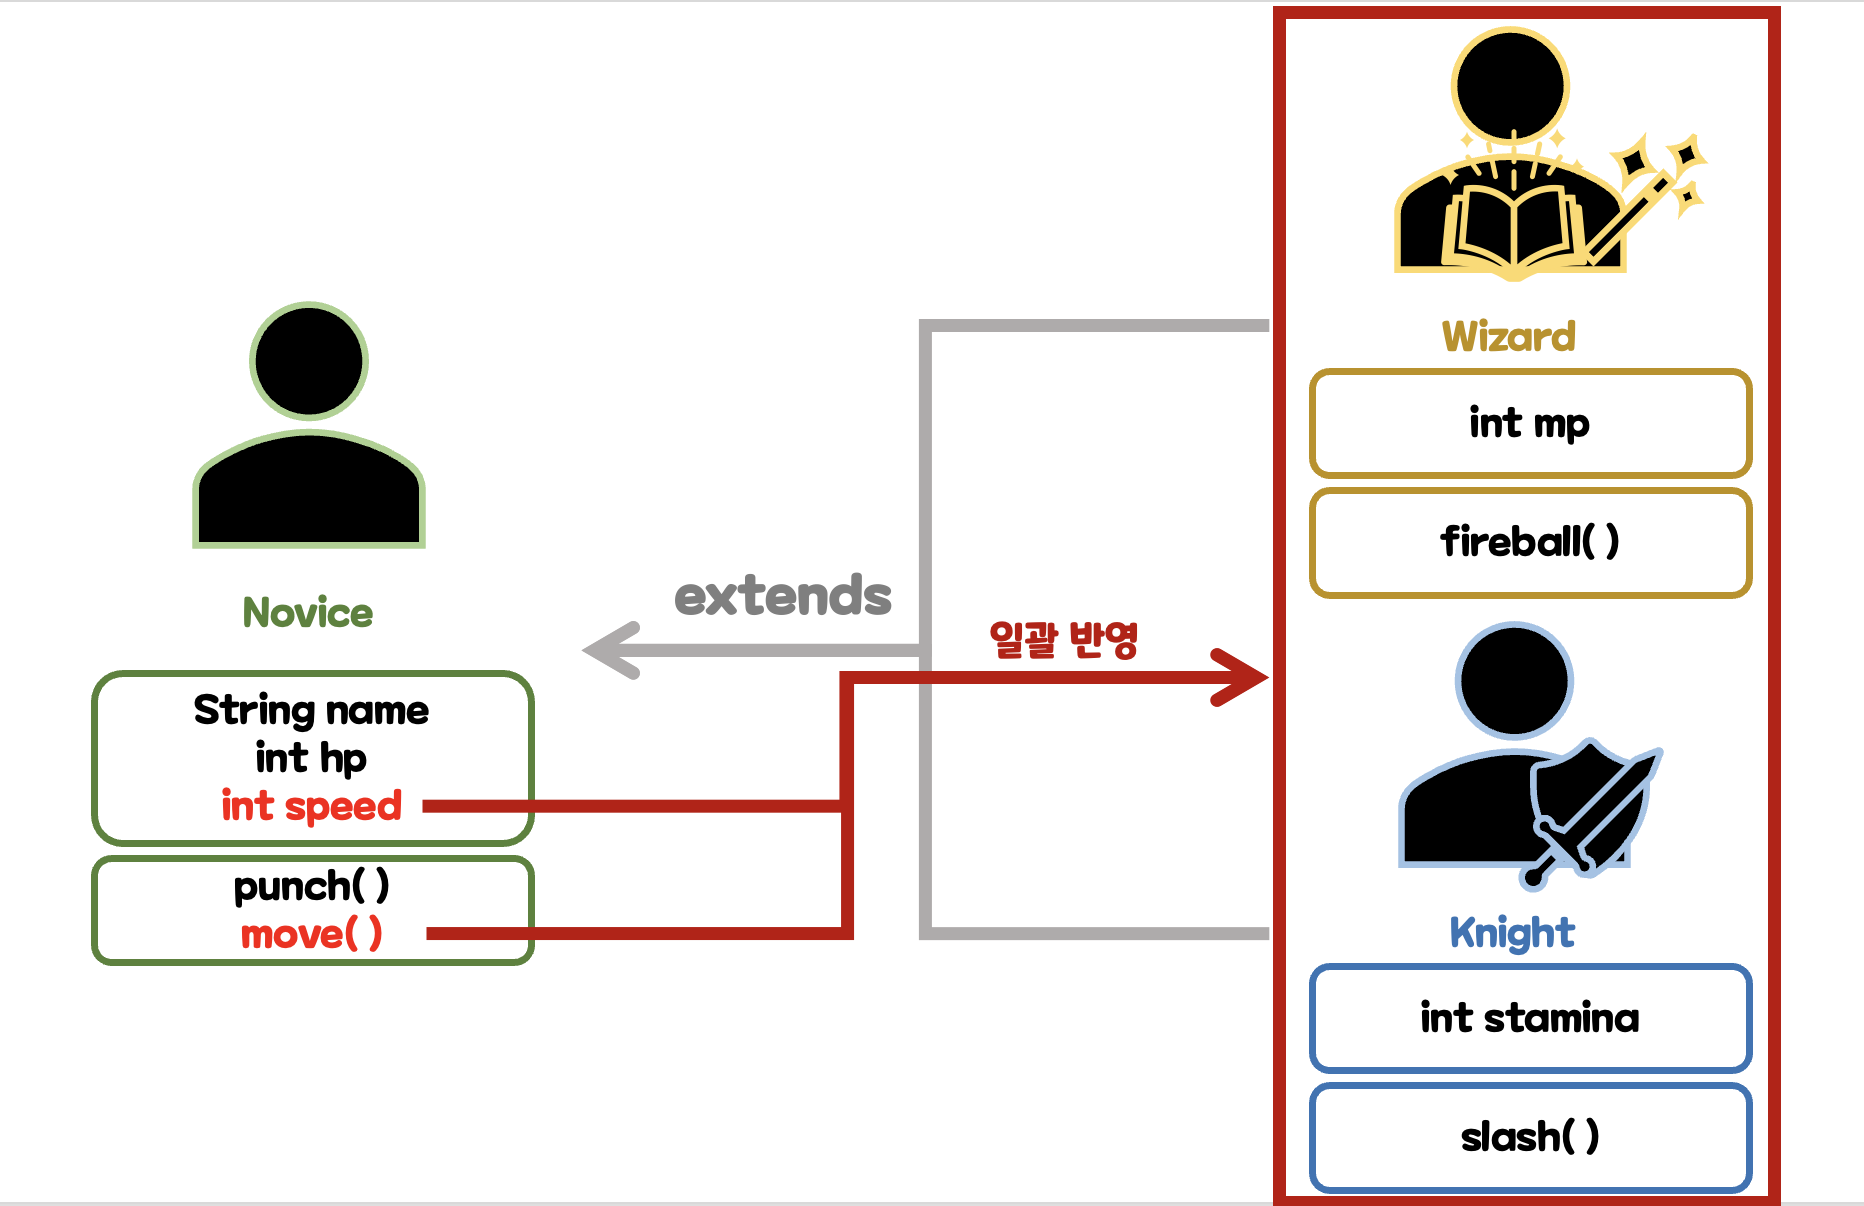 Novice
String name
int hp
int speed
punch( )
move( )
extends
일괄 반영
Wizard
int mp
fireball( )
Knight
int stamina
slash( )